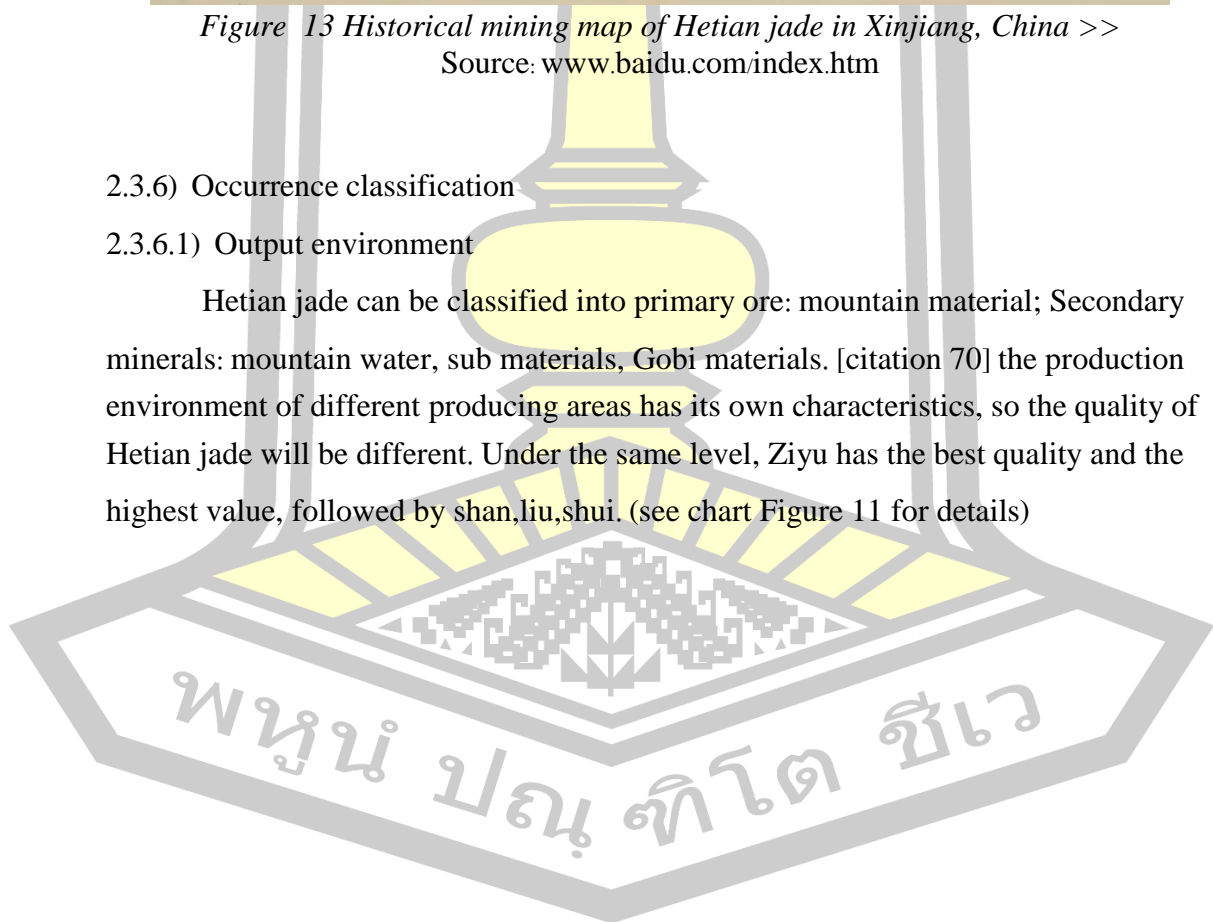 Figure 13 Historical mining map of Hetian jade in Xinjiang, China >>
Source: www.baidu.com/index.htm
2.3.6) Occurrence classification
2.3.6.1) Output environment
Hetian jade can be classified into primary ore: mountain material; Secondary
minerals: mountain water, sub materials, Gobi materials. [citation 70] the production
environment of different producing areas has its own characteristics, so the quality of
Hetian jade will be different. Under the same level, Ziyu has the best quality and the
highest value, followed by shan,liu,shui. (see chart Figure 11 for details)
พหูนํ ปณฺฑิโต ชีเว